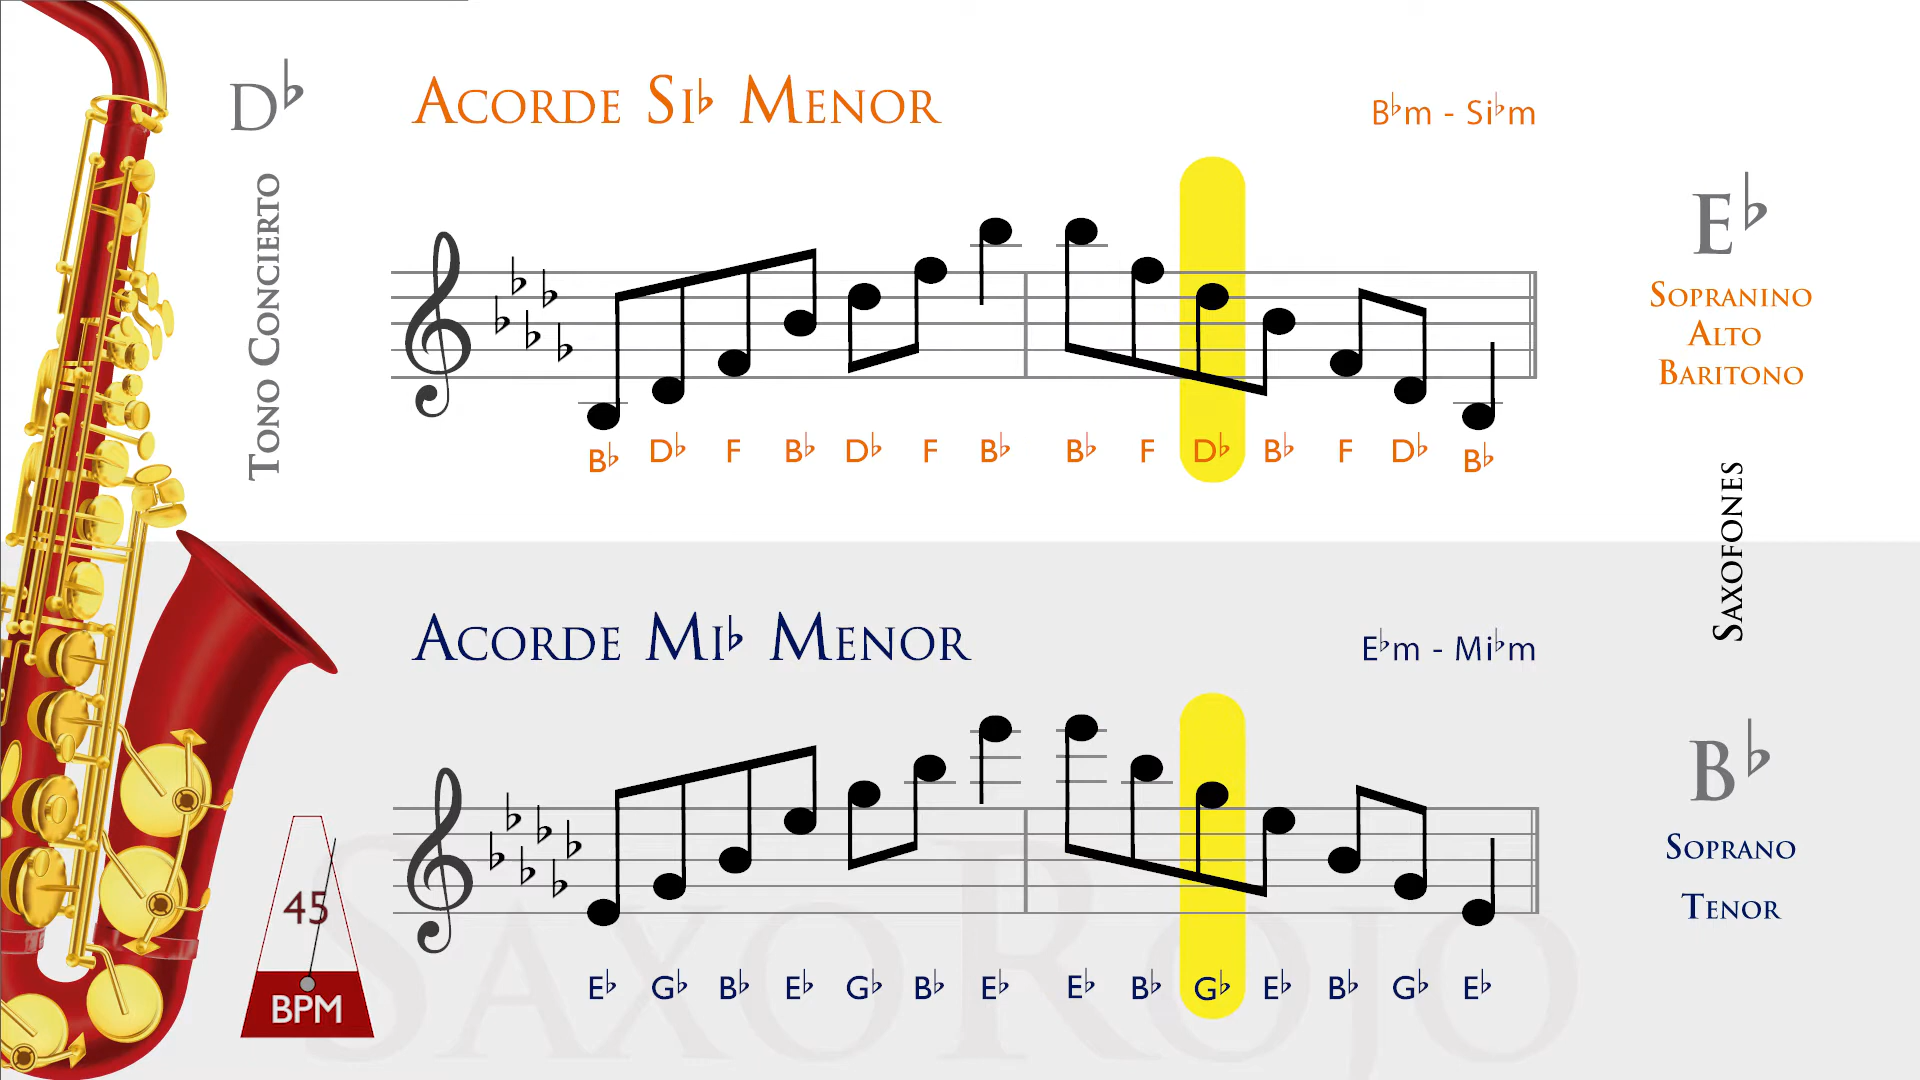 D♭
Tono Concierto
Acorde Si♭ Menor
B♭m - Si♭m
B♭ D♭ F B♭ D♭ F B♭ B♭ F D♭ B♭ F D♭ B♭
E♭
Sopranino
Alto
Baritono
Saxofones
Acorde Mi♭ Menor
E♭m - Mi♭m
E♭ G♭ B♭ E♭ G♭ B♭ E♭ E♭ B♭ G♭ E♭ B♭ G♭ E♭
B♭
Soprano
Tenor
45
BPM
SaxoRojo